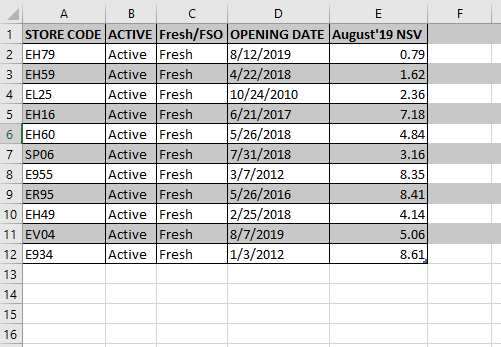 A B C D E F
1 STORE CODE ACTIVE Fresh/FSO OPENING DATE August'19 NSV
2 EH79 Active Fresh 8/12/2019 0.79
3 EH59 Active Fresh 4/22/2018 1.62
4 EL25 Active Fresh 10/24/2010 2.36
5 EH16 Active Fresh 6/21/2017 7.18
6 EH60 Active Fresh 5/26/2018 4.84
7 SP06 Active Fresh 7/31/2018 3.16
8 E955 Active Fresh 3/7/2012 8.35
9 ER95 Active Fresh 5/26/2016 8.41
10 EH49 Active Fresh 2/25/2018 4.14
11 EV04 Active Fresh 8/7/2019 5.06
12 E934 Active Fresh 1/3/2012 8.61
13
14
15
16